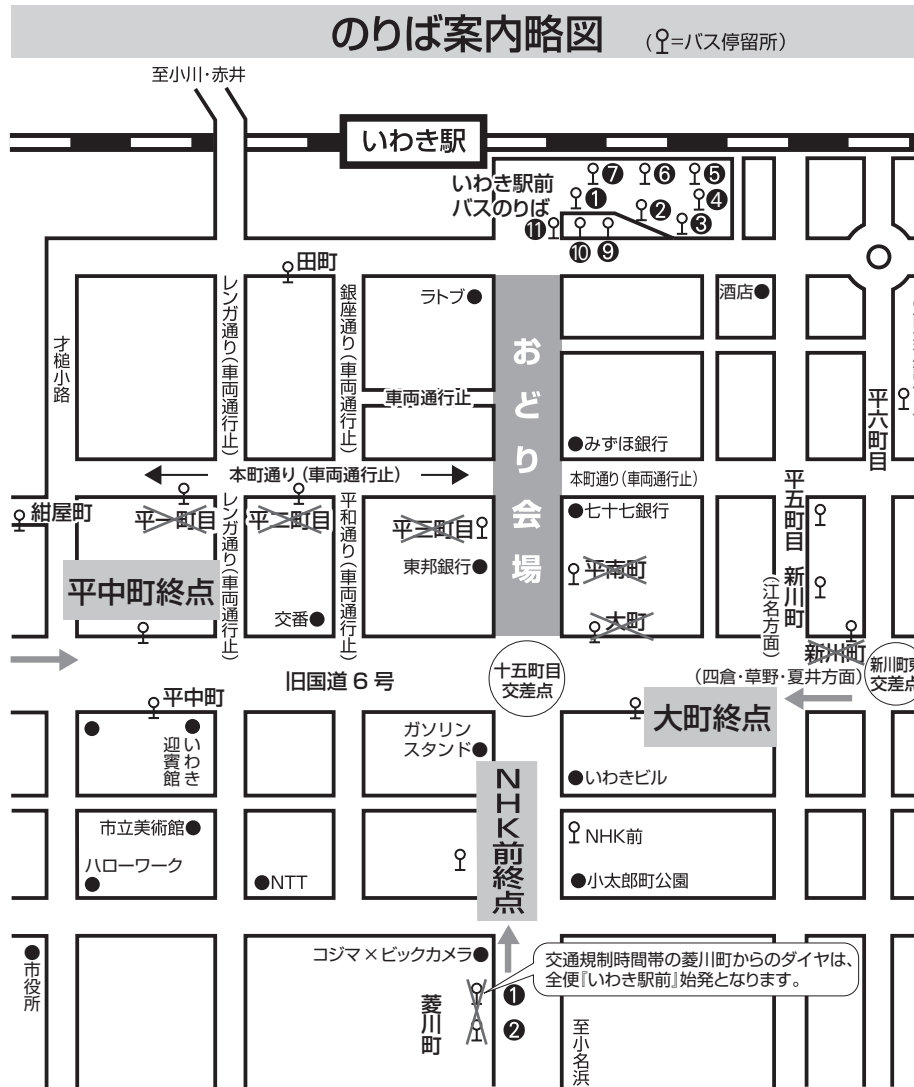 のりば案内略図
(=バス停留所)
至小川・赤井
いわき駅
いわき駅前
バスのりば
❼
❻
❺
❶
❷
❹
❸
⓫
❿
❾
田町
ラトブ
酒店
才槌小路
レンガ通り(車両通行止)
銀座通り(車両通行止)
車両通行止
おどり会場
みずほ銀行
平六町目
本町通り(車両通行止)
本町通り(車両通行止)
紺屋町
平一町目
平二町目
平三町目
七十七銀行
平五町目
新川町
(江名方面)
レンガ通り(車両通行止)
平和通り(車両通行止)
東邦銀行
平南町
平中町終点
交番
大町
新川町
旧国道6号
十五町目
交差点
(四倉・草野・夏井方面)
新川町東
交差点
平中町
大町終点
いわき
迎賓館
ガソリン
スタンド
NHK前終点
いわきビル
市立美術館
NHK前
ハローワーク
NTT
小太郎町公園
コジマ×ビックカメラ
交通規制時間帯の菱川町からのダイヤは、
全便『いわき駅前』始発となります。
市役所
菱川町
❶
❷
至小名浜